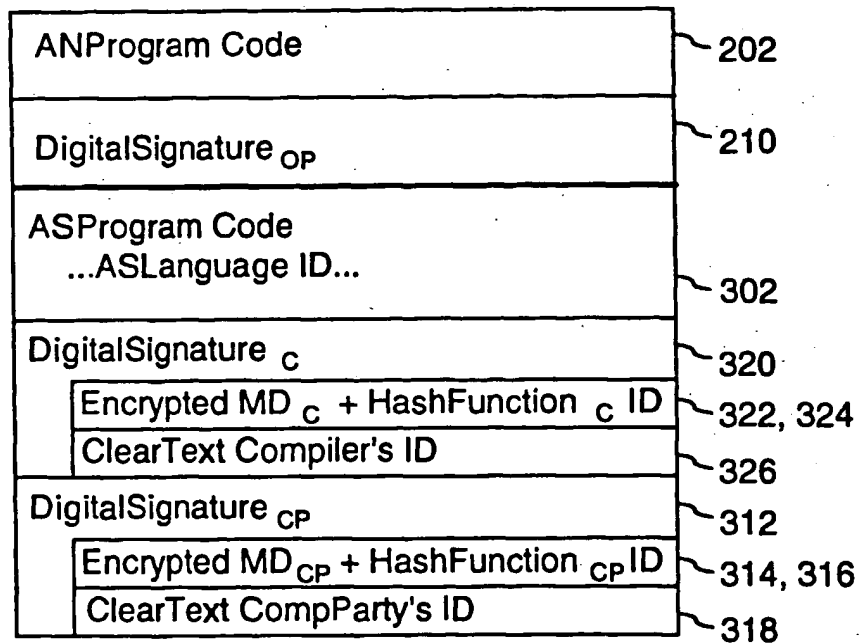 ANProgram Code 202
DigitalSignature OP 210
ASProgram Code
...ASLanguage ID... 302
DigitalSignature C 320
Encrypted MD C + HashFunction C ID 322, 324
ClearText Compiler's ID 326
DigitalSignature CP 312
Encrypted MD CP + HashFunction CP ID 314, 316
ClearText CompParty's ID 318